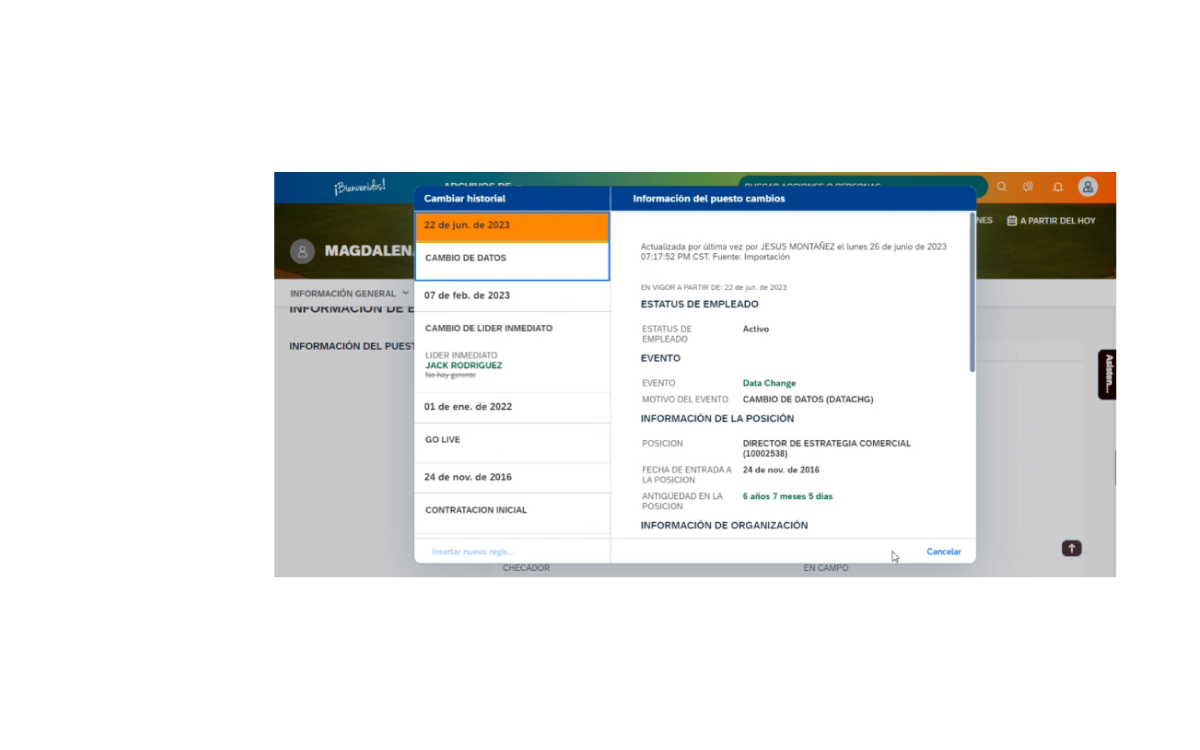 ¡Bienvenidos!
ARCHIVOS DE
BUSCAR ACCIONES O PERSONAS
A PARTIR DEL HOY
MAGDALENA
INFORMACIÓN GENERAL
INFORMACIÓN DE E
INFORMACIÓN DEL PUEST
Cambiar historial
22 de jun. de 2023
CAMBIO DE DATOS
07 de feb. de 2023
CAMBIO DE LIDER INMEDIATO
LIDER INMEDIATO
JACK RODRIGUEZ
No hay gerente
01 de ene. de 2022
GO LIVE
24 de nov. de 2016
CONTRATACION INICIAL
Insertar nuevo regis...
Información del puesto cambios
Actualizada por última vez por JESUS MONTAÑEZ el lunes 26 de junio de 2023
07:17:52 PM CST. Fuente: Importación
EN VIGOR A PARTIR DE: 22 de jun. de 2023
ESTATUS DE EMPLEADO
ESTATUS DE EMPLEADO Activo
EVENTO
EVENTO Data Change
MOTIVO DEL EVENTO CAMBIO DE DATOS (DATACHG)
INFORMACIÓN DE LA POSICIÓN
POSICION DIRECTOR DE ESTRATEGIA COMERCIAL
(10002538)
FECHA DE ENTRADA A LA POSICION 24 de nov. de 2016
ANTIGÜEDAD EN LA POSICION 6 años 7 meses 5 días
INFORMACIÓN DE ORGANIZACIÓN
Cancelar
Asisten...
CHECADOR
EN CAMPO